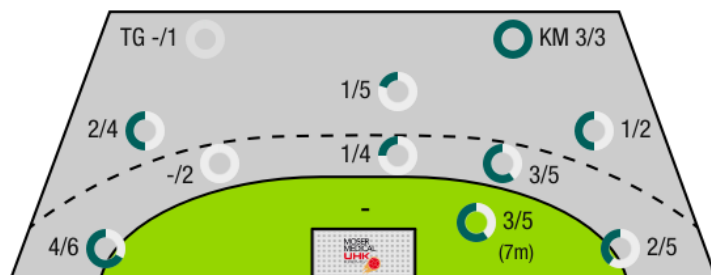 TG -/1
KM 3/3
1/5
2/4
1/2
-/2
1/4
3/5
-
3/5
(7m)
4/6
2/5
MOSER
MEDICAL
UHK